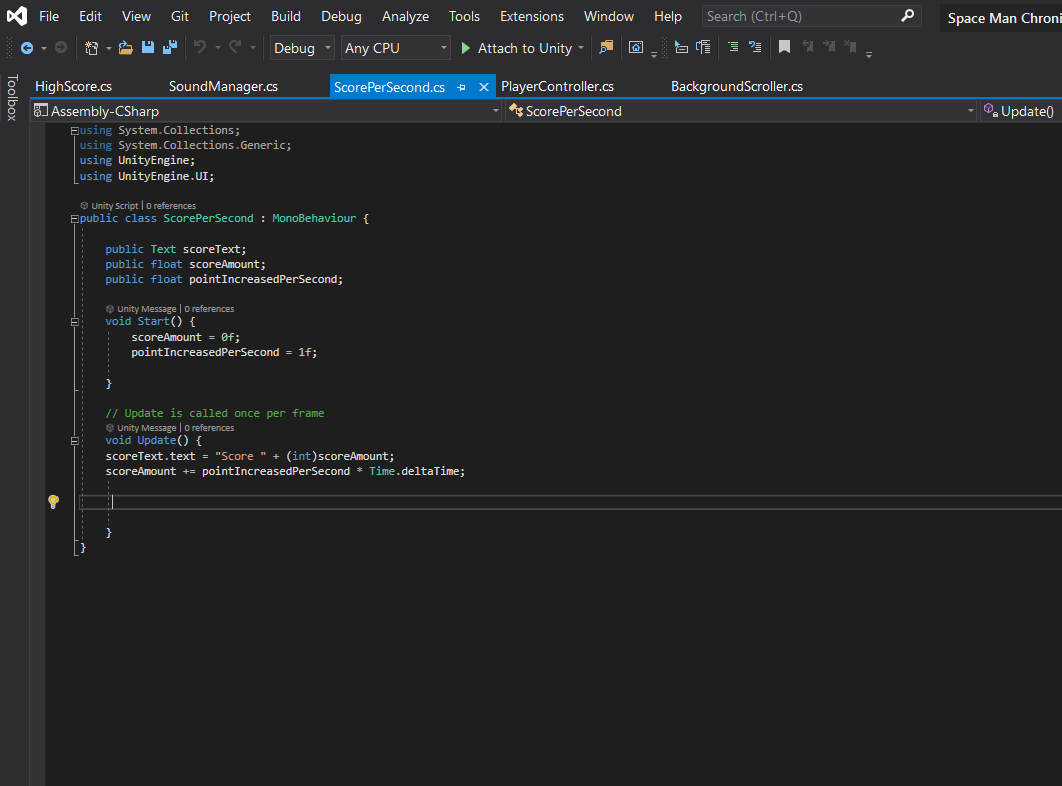 File Edit View Git Project Build Debug Analyze Tools Extensions Window Help Search (Ctrl+Q) Space Man Chroni
Debug Any CPU Attach to Unity
Toolbox
HighScore.cs SoundManager.cs ScorePerSecond.cs PlayerController.cs BackgroundScroller.cs
Assembly-CSharp ScorePerSecond Update()
using System.Collections;
using System.Collections.Generic;
using UnityEngine;
using UnityEngine.UI;
Unity Script | 0 references
public class ScorePerSecond : MonoBehaviour {
public Text scoreText;
public float scoreAmount;
public float pointIncreasedPerSecond;
Unity Message | 0 references
void Start() {
scoreAmount = 0f;
pointIncreasedPerSecond = 1f;
}
// Update is called once per frame
Unity Message | 0 references
void Update() {
scoreText.text = "Score " + (int)scoreAmount;
scoreAmount += pointIncreasedPerSecond * Time.deltaTime;
}
}